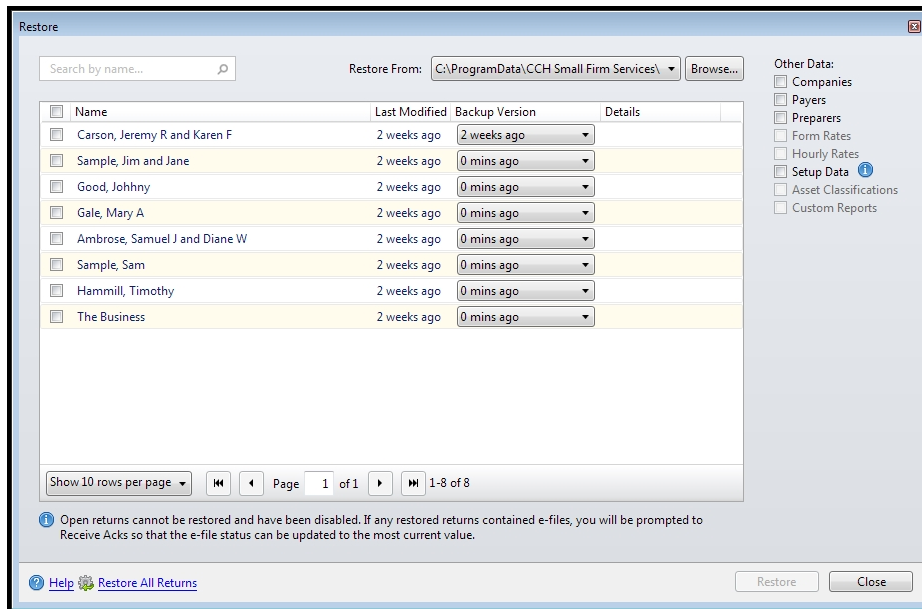 Restore
Search by name...
Restore From: C:\ProgramData\CCH Small Firm Services\ Browse...
Name Last Modified Backup Version Details
Carson, Jeremy R and Karen F 2 weeks ago 2 weeks ago
Sample, Jim and Jane 2 weeks ago 0 mins ago
Good, Johhny 2 weeks ago 0 mins ago
Gale, Mary A 2 weeks ago 0 mins ago
Ambrose, Samuel J and Diane W 2 weeks ago 0 mins ago
Sample, Sam 2 weeks ago 0 mins ago
Hammill, Timothy 2 weeks ago 0 mins ago
The Business 2 weeks ago 0 mins ago
Show 10 rows per page Page 1 of 1 1-8 of 8
Open returns cannot be restored and have been disabled. If any restored returns contained e-files, you will be prompted to
Receive Acks so that the e-file status can be updated to the most current value.
Other Data:
Companies
Payers
Preparers
Form Rates
Hourly Rates
Setup Data
Asset Classifications
Custom Reports
Help Restore All Returns Restore Close